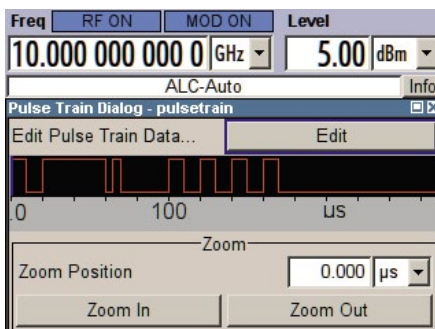 Freq RF ON MOD ON Level
10.000 000 000 0 GHz 5.00 dBm
ALC-Auto Info
Pulse Train Dialog - pulsetrain
Edit Pulse Train Data... Edit
.0 100 µs
Zoom
Zoom Position 0.000 µs
Zoom In Zoom Out